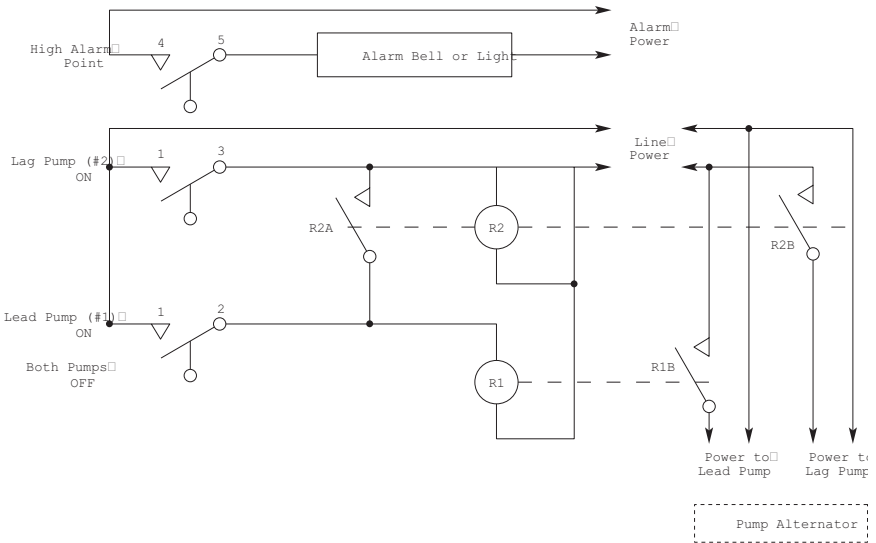 Alarm
Power
4
5
High Alarm
Point
Alarm Bell or Light
Line
Power
Lag Pump (#2)
ON
1
3
R2A
R2
R2B
Lead Pump (#1)
ON
1
2
Both Pumps
OFF
R1
R1B
Power to
Lead Pump
Power to
Lag Pump
Pump Alternator